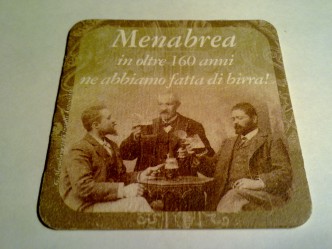 Menabrea
in oltre 160 anni
ne abbiamo fatta di birra!